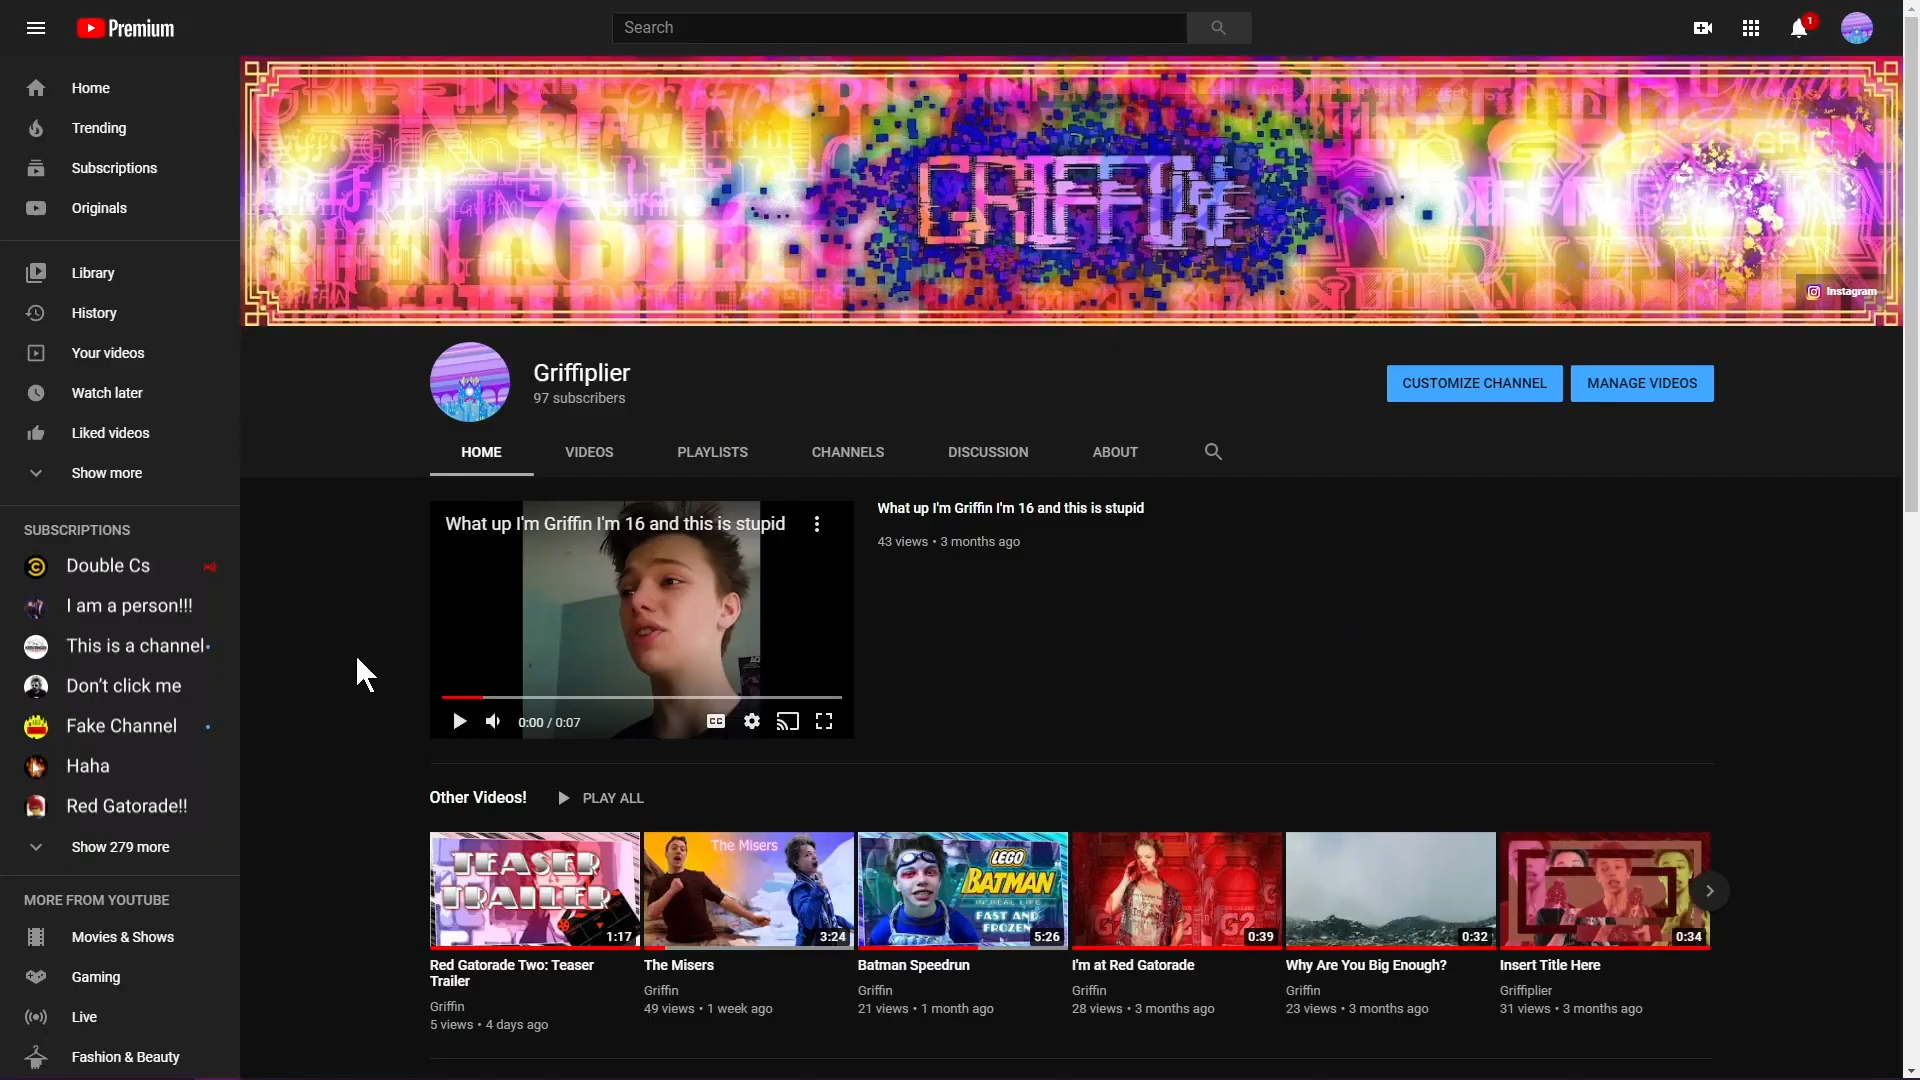 Premium
Search
1
Home
Trending
Subscriptions
Originals
Library
History
Your videos
Watch later
Liked videos
Show more
SUBSCRIPTIONS
Double Cs
I am a person!!!
This is a channel
Don't click me
Fake Channel
Haha
Red Gatorade!!
Show 279 more
MORE FROM YOUTUBE
Movies & Shows
Gaming
Live
Fashion & Beauty
GRIFFIN
Instagram
Griffiplier
97 subscribers
CUSTOMIZE CHANNEL
MANAGE VIDEOS
HOME
VIDEOS
PLAYLISTS
CHANNELS
DISCUSSION
ABOUT
What up I'm Griffin I'm 16 and this is stupid
CC
0:00 / 0:07
What up I'm Griffin I'm 16 and this is stupid
43 views • 3 months ago
Other Videos!
PLAY ALL
TEASER
TRAILER
1:17
Red Gatorade Two: Teaser
Trailer
Griffin
5 views • 4 days ago
The Misers
3:24
The Misers
Griffin
49 views • 1 week ago
LEGO
BATMAN
IN REAL LIFE
FAST AND
FROZEN
5:26
Batman Speedrun
Griffin
21 views • 1 month ago
G2
G2
0:39
I'm at Red Gatorade
Griffin
28 views • 3 months ago
0:32
Why Are You Big Enough?
Griffin
23 views • 3 months ago
0:34
Insert Title Here
Griffiplier
31 views • 3 months ago